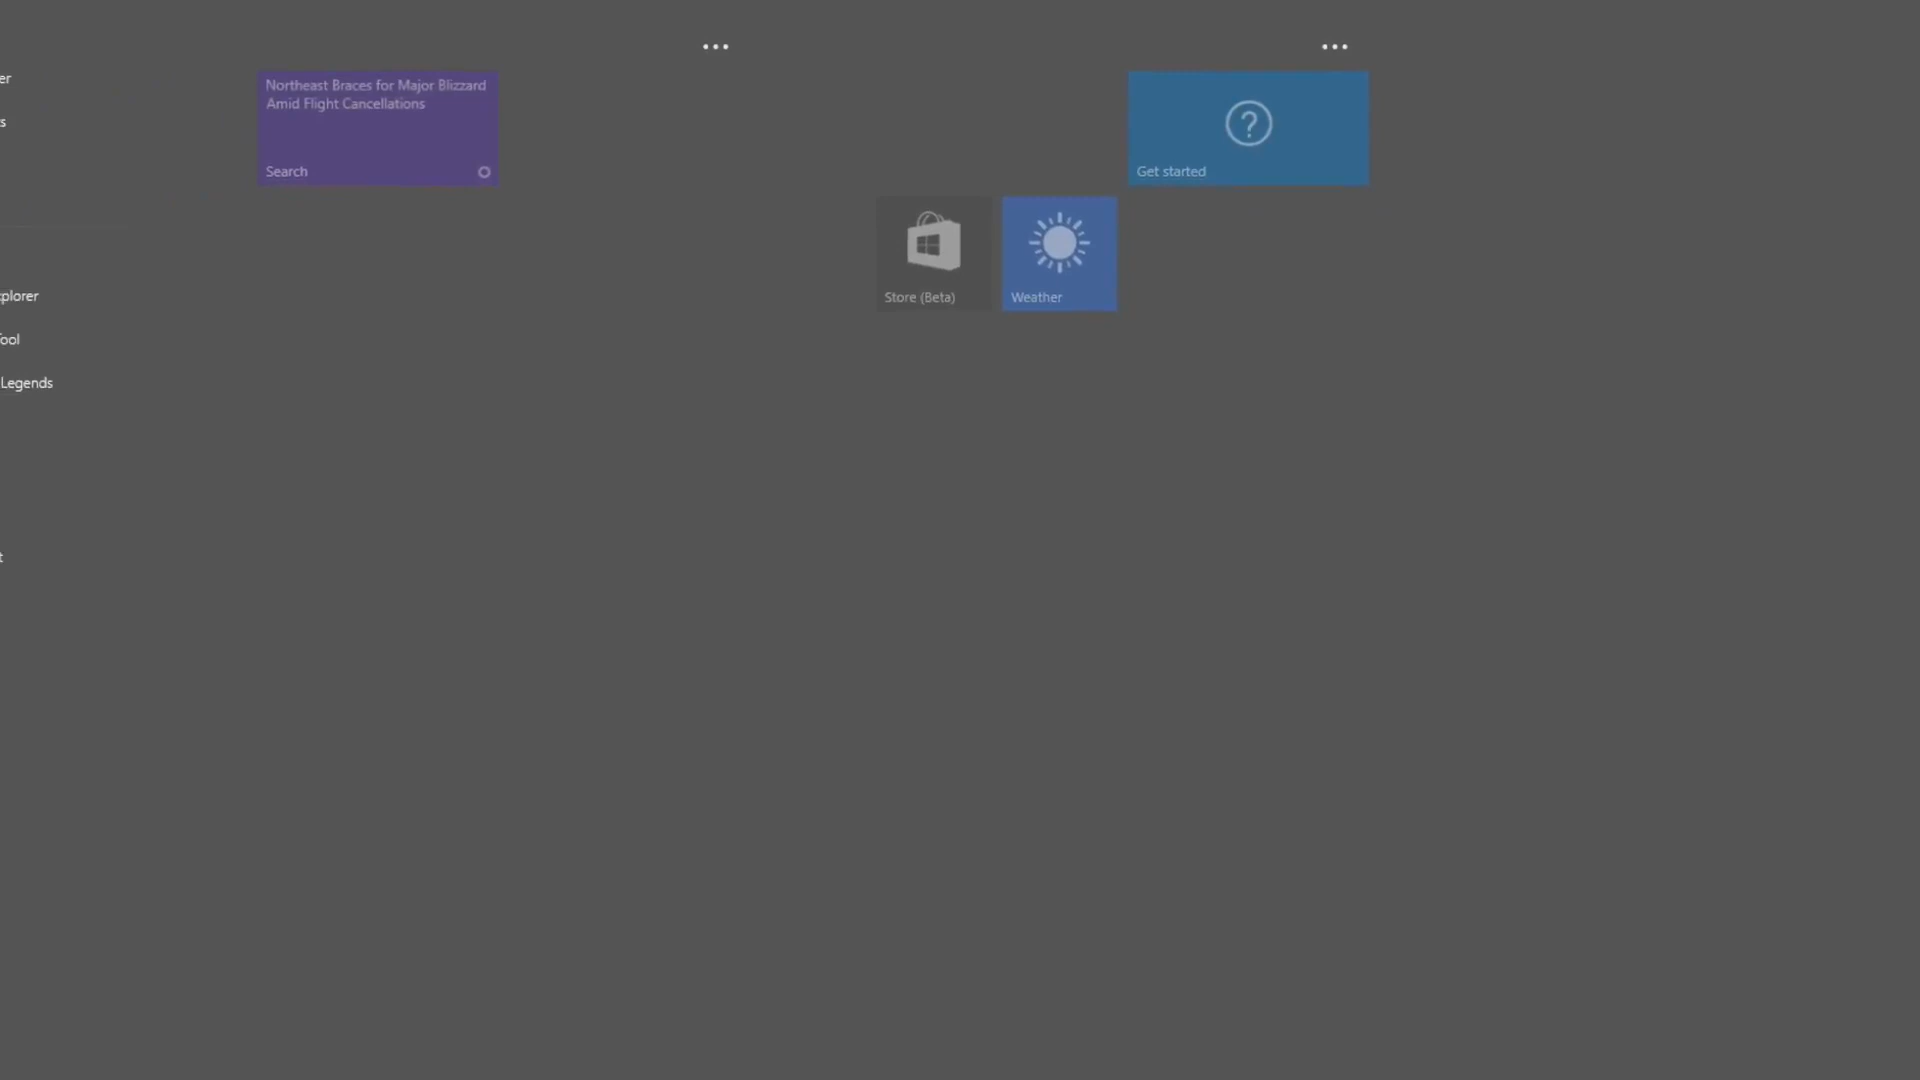 Northeast Braces for Major Blizzard
Amid Flight Cancellations
Search
Get started
Store (Beta)
Weather
er
s
plorer
ool
Legends
t